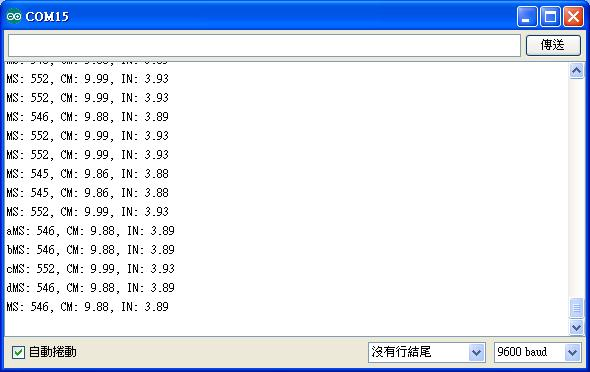 COM15
傳送
MS: 552, CM: 9.99, IN: 3.93
MS: 552, CM: 9.99, IN: 3.93
MS: 546, CM: 9.88, IN: 3.89
MS: 552, CM: 9.99, IN: 3.93
MS: 552, CM: 9.99, IN: 3.93
MS: 545, CM: 9.86, IN: 3.88
MS: 545, CM: 9.86, IN: 3.88
MS: 552, CM: 9.99, IN: 3.93
aMS: 546, CM: 9.88, IN: 3.89
bMS: 546, CM: 9.88, IN: 3.89
cMS: 552, CM: 9.99, IN: 3.93
dMS: 546, CM: 9.88, IN: 3.89
MS: 546, CM: 9.88, IN: 3.89
自動捲動 沒有行結尾 9600 baud